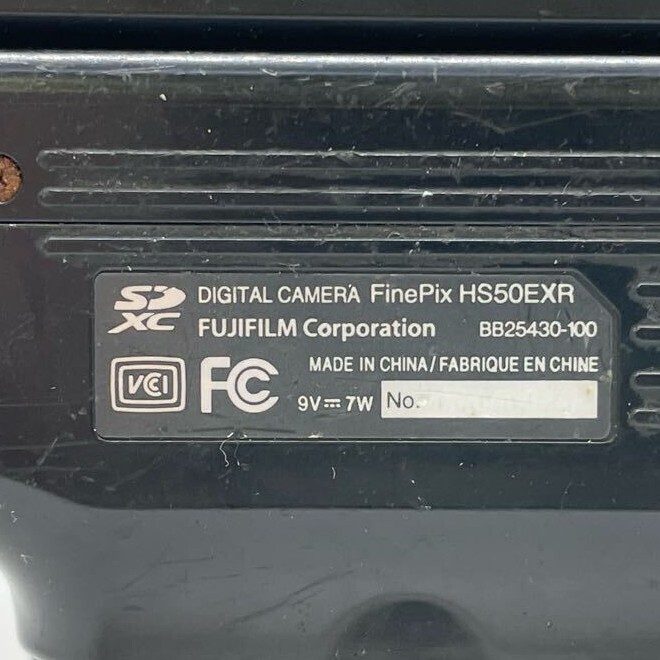 SD XC
DIGITAL CAMERA FinePix HS50EXR
FUJIFILM Corporation BB25430-100
MADE IN CHINA/FABRIQUE EN CHINE
VCCI FC
9V⎓7W No.